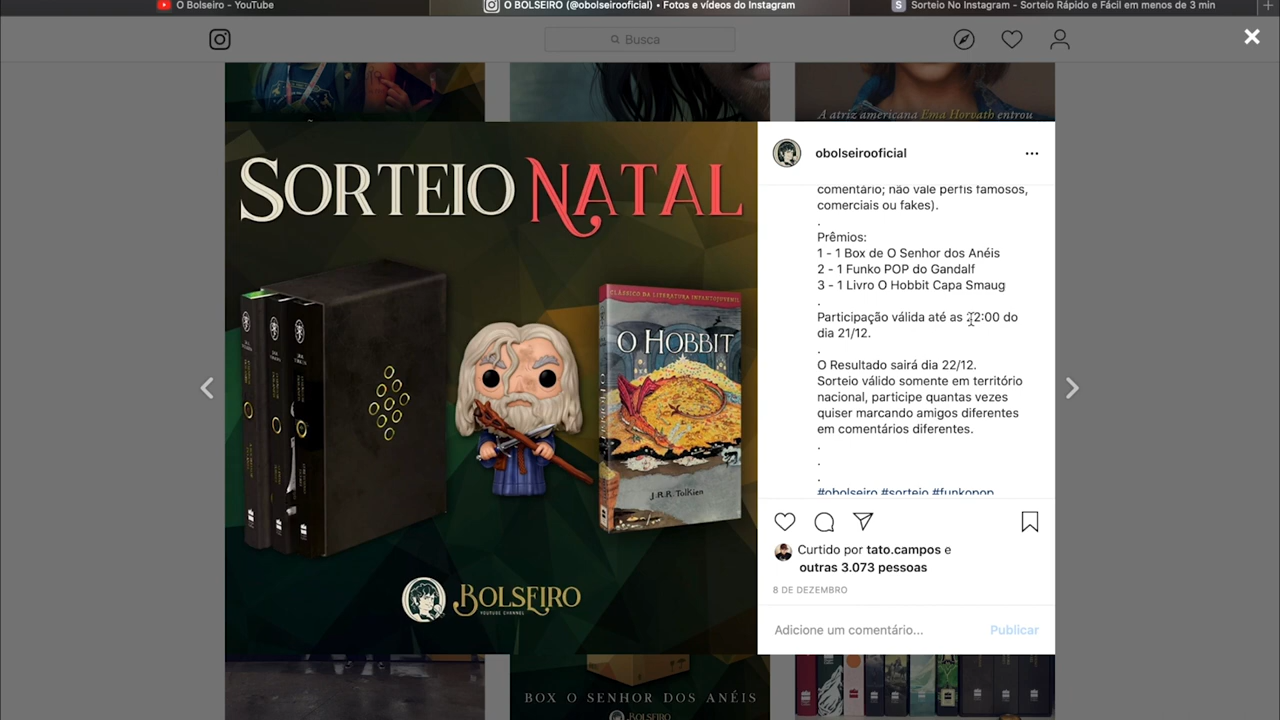 O Bolseiro - YouTube
O BOLSEIRO (@obolseirooficial) • Fotos e vídeos do Instagram
Sorteio No Instagram - Sorteio Rápido e Fácil em menos de 3 min
Busca
A atriz americana Ema Horvath entrou
SORTEIO NATAL
CLÁSSICO DA LITERATURA INFANTOJUVENIL
O HOBBIT
J.R.R. TOLKIEN
BOLSEIRO
YOUTUBE CHANNEL
obolseirooficial
comentário; não vale perfis famosos,
comerciais ou fakes).
.
Prêmios:
1 - 1 Box de O Senhor dos Anéis
2 - 1 Funko POP do Gandalf
3 - 1 Livro O Hobbit Capa Smaug
.
Participação válida até as 22:00 do
dia 21/12.
.
O Resultado sairá dia 22/12.
Sorteio válido somente em território
nacional, participe quantas vezes
quiser marcando amigos diferentes
em comentários diferentes.
.
.
.
#obolseiro #sorteio #funkopop
Curtido por tato.campos e
outras 3.073 pessoas
8 DE DEZEMBRO
Adicione um comentário...
Publicar
BOX O SENHOR DOS ANÉIS
BOLSEIRO